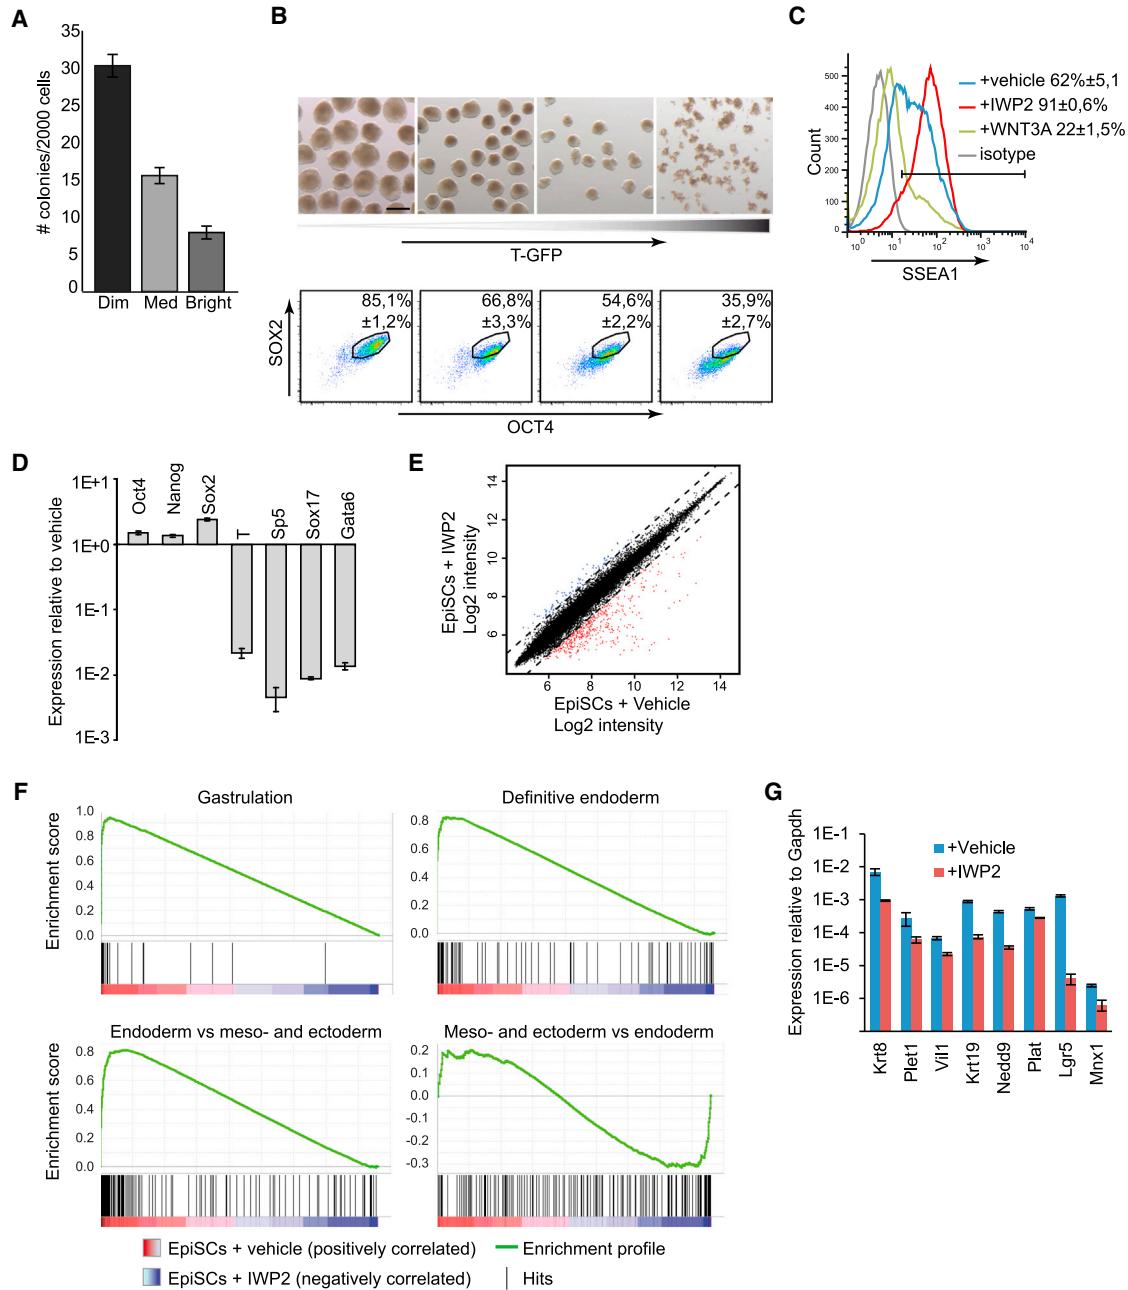 A
# colonies/2000 cells
35
30
25
20
15
10
5
0
Dim Med Bright
B
T-GFP
SOX2
85,1%
±1,2%
66,8%
±3,3%
54,6%
±2,2%
35,9%
±2,7%
OCT4
C
Count
500
400
300
200
100
0
+vehicle 62%±5,1
+IWP2 91±0,6%
+WNT3A 22±1,5%
isotype
10^0 10^1 10^2 10^3 10^4
SSEA1
D
Expression relative to vehicle
1E+1
1E+0
1E-1
1E-2
1E-3
Oct4
Nanog
Sox2
T
Sp5
Sox17
Gata6
E
EpiSCs + IWP2
Log2 intensity
14
12
10
8
6
6 8 10 12 14
EpiSCs + Vehicle
Log2 intensity
F
Gastrulation
Enrichment score
1.0
0.8
0.6
0.4
0.2
0.0
Definitive endoderm
0.8
0.6
0.4
0.2
0.0
Endoderm vs meso- and ectoderm
Enrichment score
0.8
0.6
0.4
0.2
0.0
Meso- and ectoderm vs endoderm
0.2
0.1
0.0
-0.1
-0.2
-0.3
EpiSCs + vehicle (positively correlated)
Enrichment profile
EpiSCs + IWP2 (negatively correlated)
Hits
G
Expression relative to Gapdh
1E-1
1E-2
1E-3
1E-4
1E-5
1E-6
+Vehicle
+IWP2
Krt8
Plet1
Vil1
Krt19
Nedd9
Plat
Lgr5
Mnx1